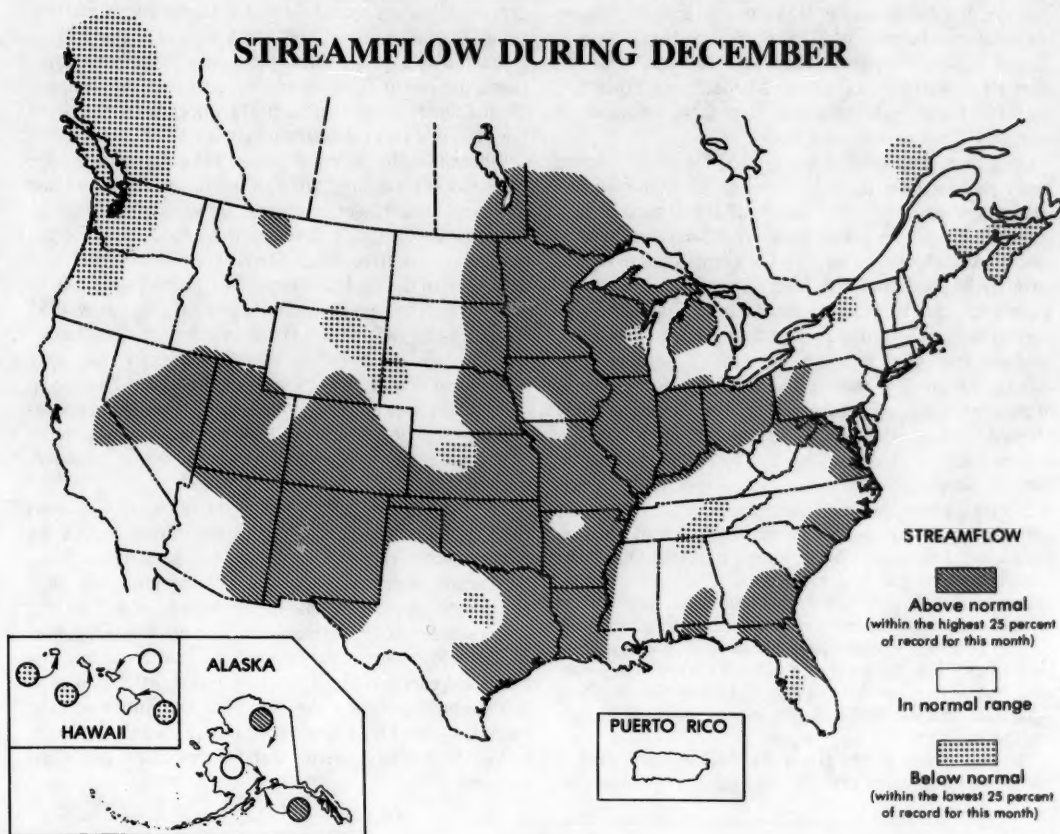 STREAMFLOW DURING DECEMBER
STREAMFLOW
Above normal
(within the highest 25 percent
of record for this month)
In normal range
Below normal
(within the lowest 25 percent
of record for this month)
ALASKA
HAWAII
PUERTO RICO